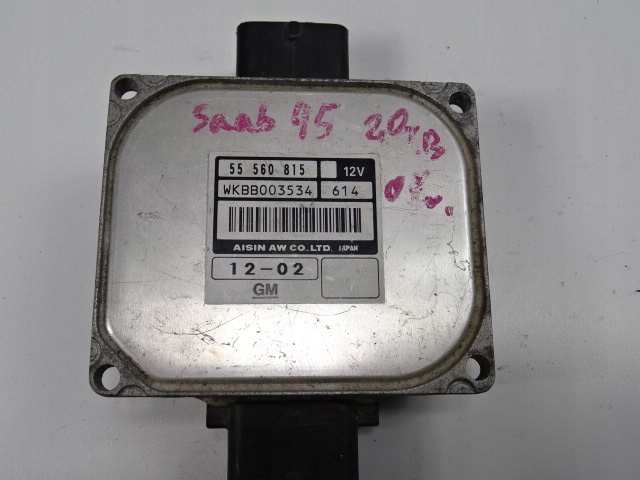 Saab 95 2.0T.B
55 560 815 12V
WKBB003534 614
AISIN AW CO.,LTD. JAPAN
12-02
GM